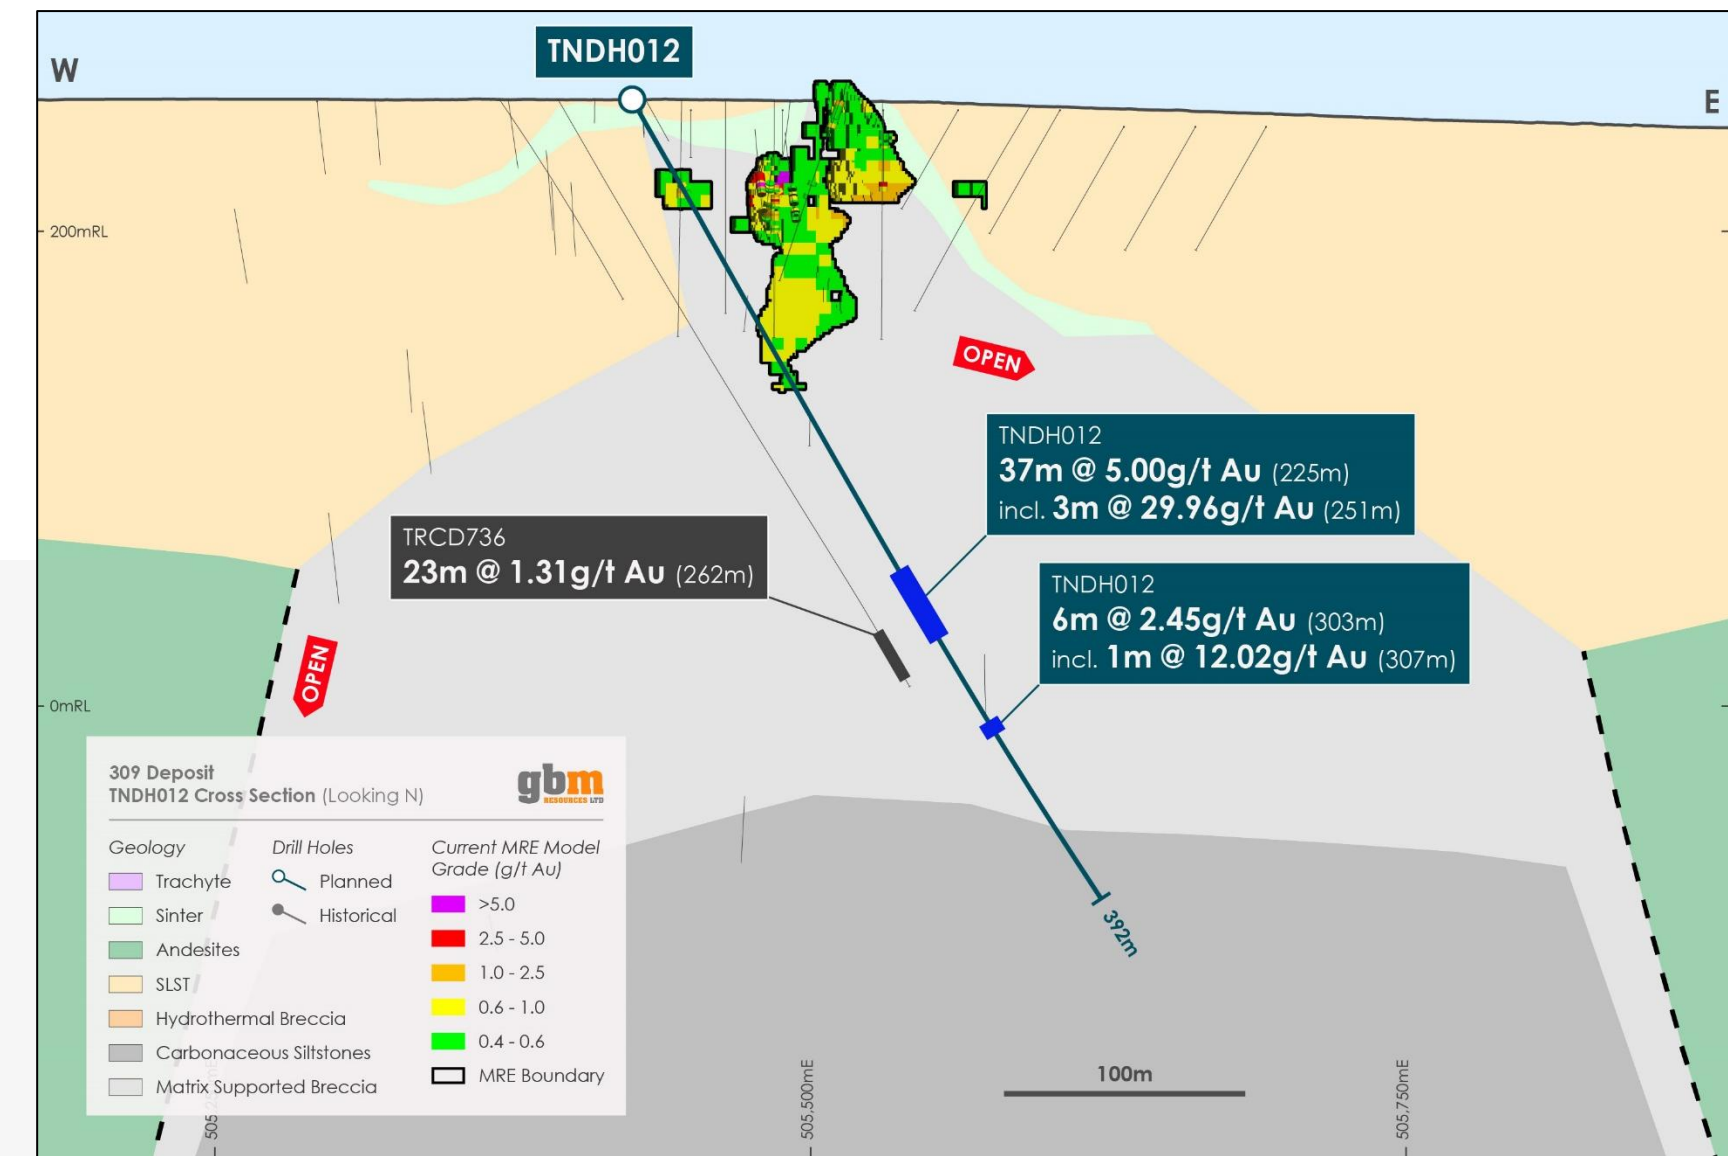 TNDH012
W
E
200mRL
OPEN
TNDH012
37m @ 5.00g/t Au (225m)
incl. 3m @ 29.96g/t Au (251m)
TRCD736
23m @ 1.31g/t Au (262m)
TNDH012
6m @ 2.45g/t Au (303m)
incl. 1m @ 12.02g/t Au (307m)
OPEN
0mRL
309 Deposit
TNDH012 Cross Section (Looking N)
gbm
RESOURCES LTD
Geology
Trachyte
Sinter
Andesites
SLST
Hydrothermal Breccia
Carbonaceous Siltstones
Matrix Supported Breccia
Drill Holes
Planned
Historical
Current MRE Model
Grade (g/t Au)
>5.0
2.5 - 5.0
1.0 - 2.5
0.6 - 1.0
0.4 - 0.6
MRE Boundary
392m
100m
505,500mE
505,750mE